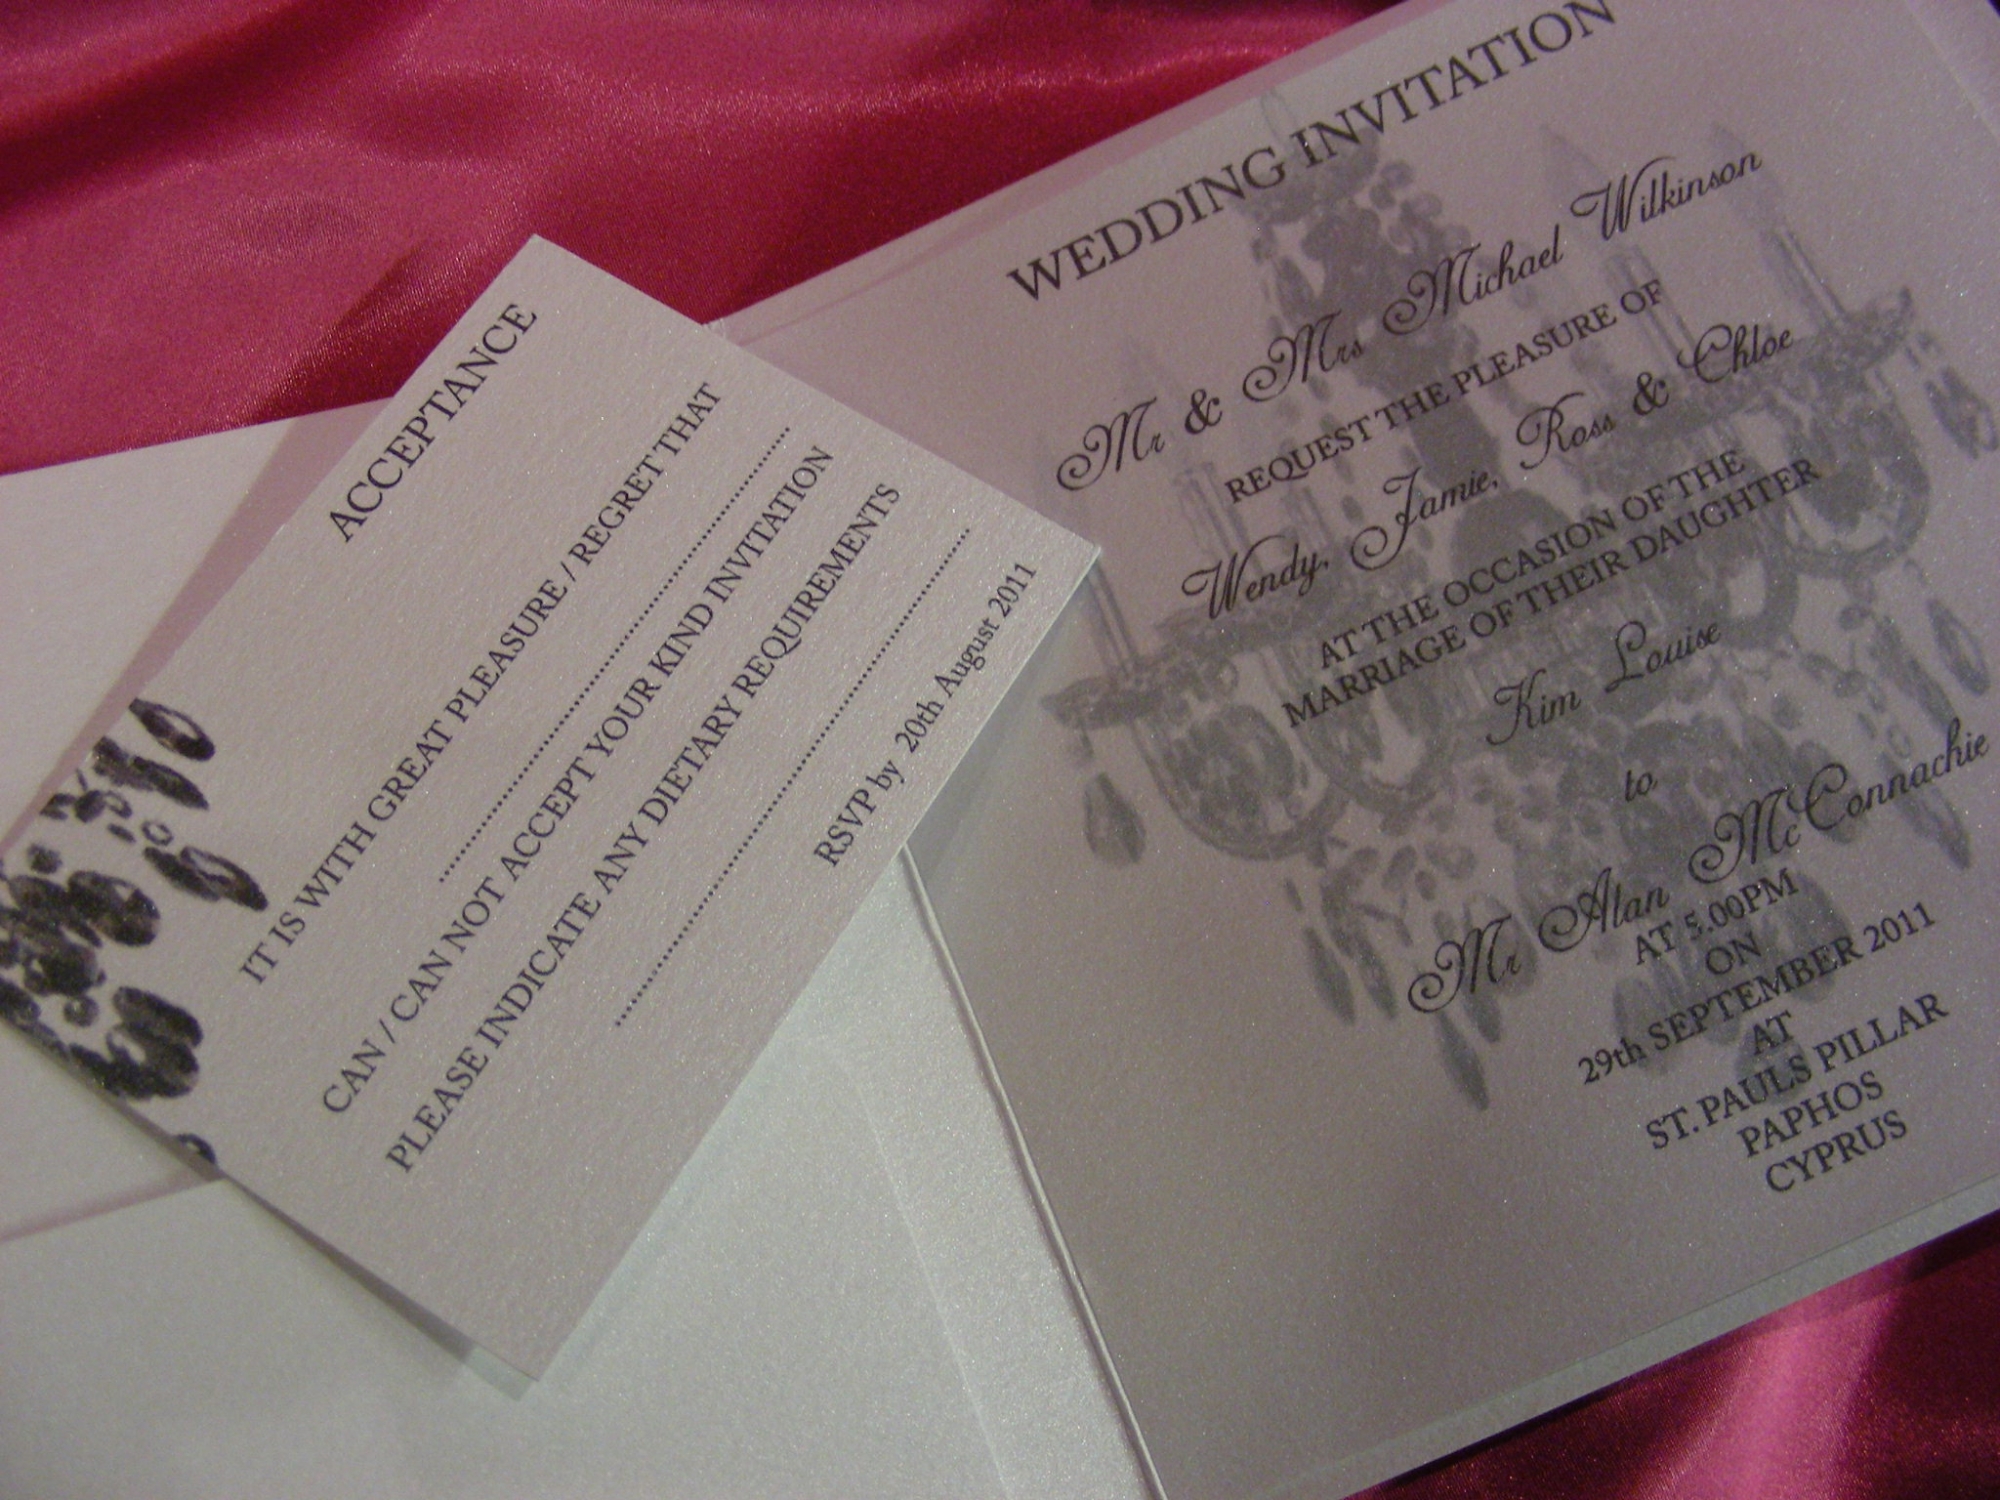 ACCEPTANCE
IT IS WITH GREAT PLEASURE / REGRET THAT
CAN / CAN NOT ACCEPT YOUR KIND INVITATION
PLEASE INDICATE ANY DIETARY REQUIREMENTS
RSVP by 20th August 2011
WEDDING INVITATION
Mr & Mrs Michael Wilkinson
REQUEST THE PLEASURE OF
Wendy, Jamie, Ross & Chloe
AT THE OCCASION OF THE
MARRIAGE OF THEIR DAUGHTER
Kim Louise
to
Mr Alan McConnachie
AT 5.00PM
ON
29th SEPTEMBER 2011
AT
ST. PAULS PILLAR
PAPHOS
CYPRUS